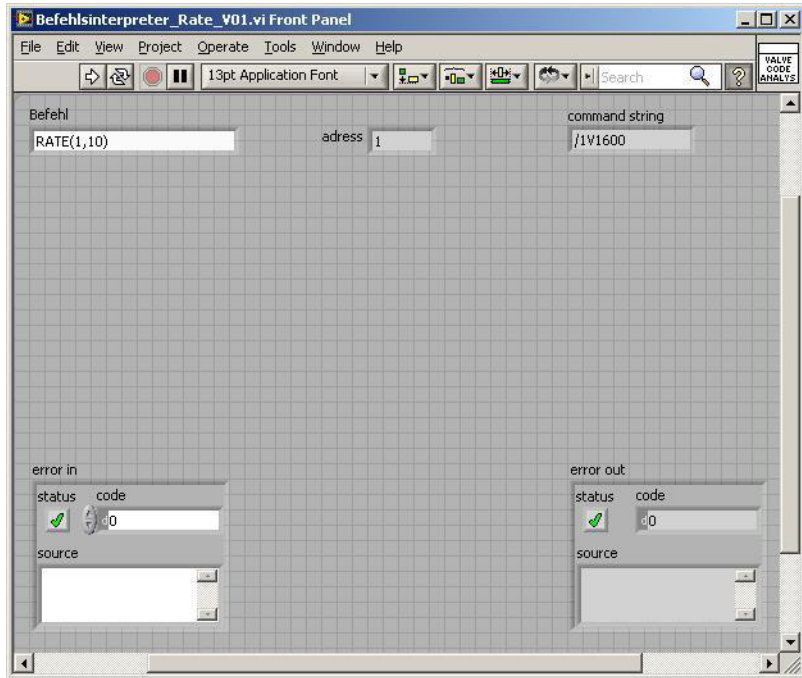 Befehlsinterpreter_Rate_V01.vi Front Panel
File Edit View Project Operate Tools Window Help
13pt Application Font
Search
VALVE
CODE
ANALYS
Befehl
RATE(1,10)
adress
1
command string
/1V1600
error in
status code
d0
source
error out
status code
d0
source